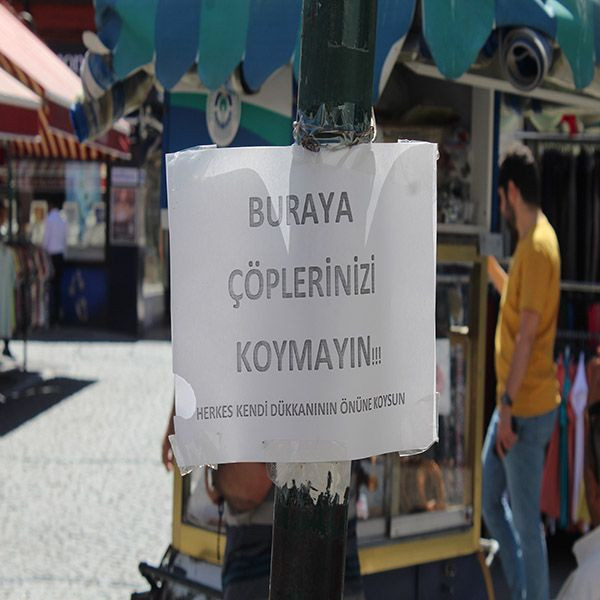 BURAYA
ÇÖPLERİNİZİ
KOYMAYIN!!!
HERKES KENDİ DÜKKANININ ÖNÜNE KOYSUN